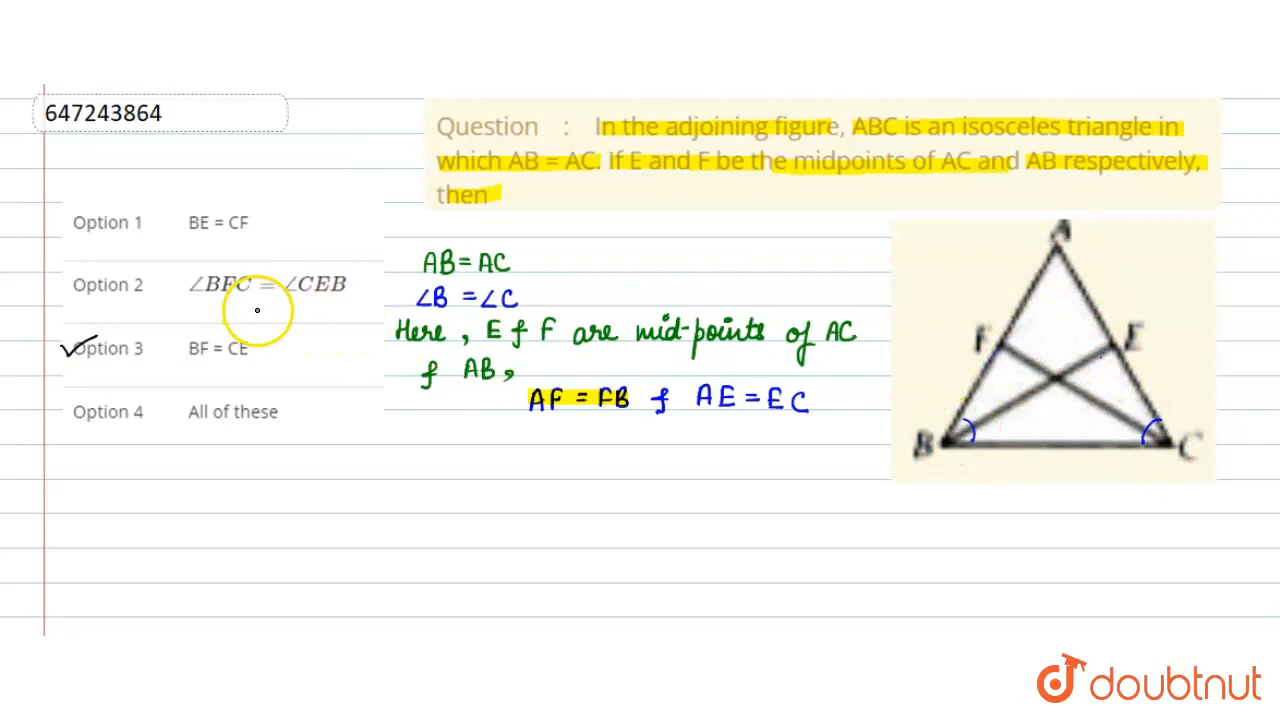 647243864
Question : In the adjoining figure, ABC is an isosceles triangle in
which AB = AC. If E and F be the midpoints of AC and AB respectively,
then
Option 1 BE = CF
Option 2 ∠BFC = ∠CEB
Option 3 BF = CE
Option 4 All of these
AB = AC
∠B = ∠C
Here, E & F are mid-points of AC
& AB,
AF = FB & AE = EC
A
F E
B C
doubtnut